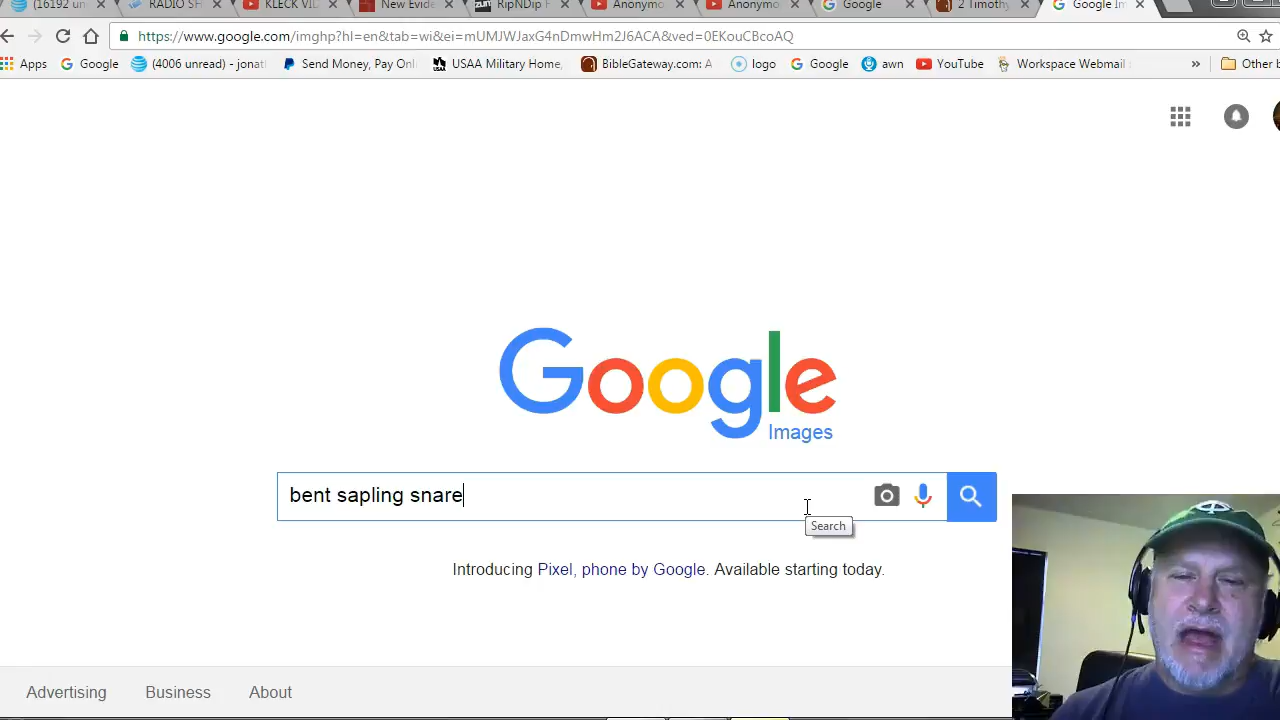 (16192 un
RADIO SH
KLECK VID
New Evide
RipNDip F
Anonymo
Anonymo
Google
2 Timothy
Google Im
https://www.google.com/imghp?hl=en&tab=wi&ei=mUMJWJaxG4nDmwHm2J6ACA&ved=0EKouCBcoAQ
Apps
Google
(4006 unread) - jonat
Send Money, Pay Onl
USAA Military Home,
BibleGateway.com: A
logo
Google
awn
YouTube
Workspace Webmail
»
Other b
Google
Images
bent sapling snare
Search
Introducing Pixel, phone by Google. Available starting today.
Advertising
Business
About